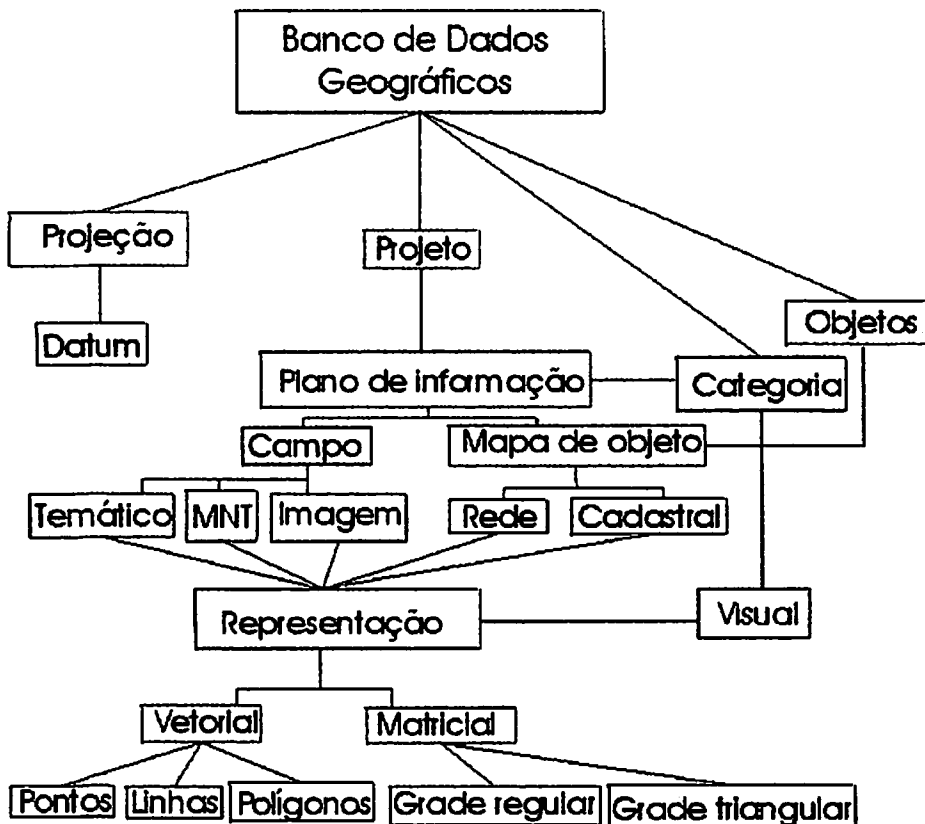 Banco de Dados
Geográficos
Projeção
Projeto
Objetos
Datum
Plano de informação
Categoria
Campo
Mapa de objeto
Temático
MNT
Imagem
Rede
Cadastral
Representação
Visual
Vetorial
Matricial
Pontos
Linhas
Polígonos
Grade regular
Grade triangular